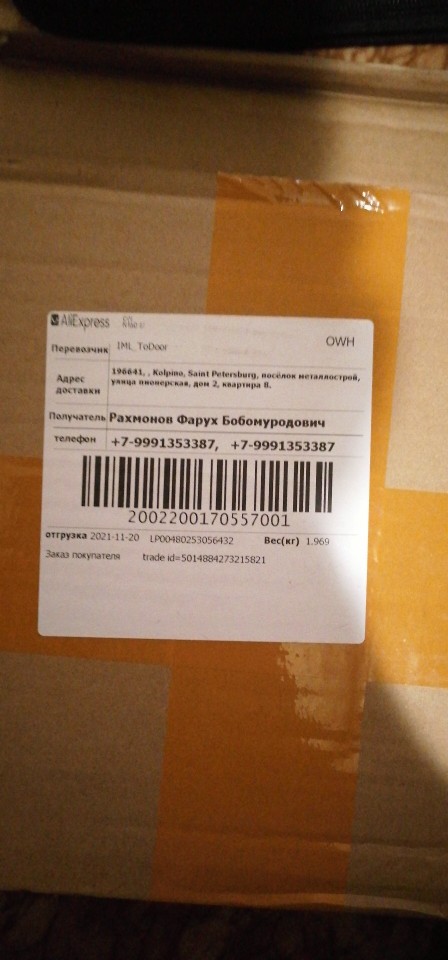 AliExpress
OWH
Перевозчик IML_ToDoor
Адрес доставки 196641, , Kolpino, Saint Petersburg, посёлок металлострой,
улица пионерская, дом 2, квартира 8.
Получатель Рахмонов Фарух Бобомуродович
телефон +7-9991353387, +7-9991353387
2002200170557001
отгрузка 2021-11-20 LP00480253056432 Вес(кг) 1.969
Заказ покупателя trade id=5014884273215821